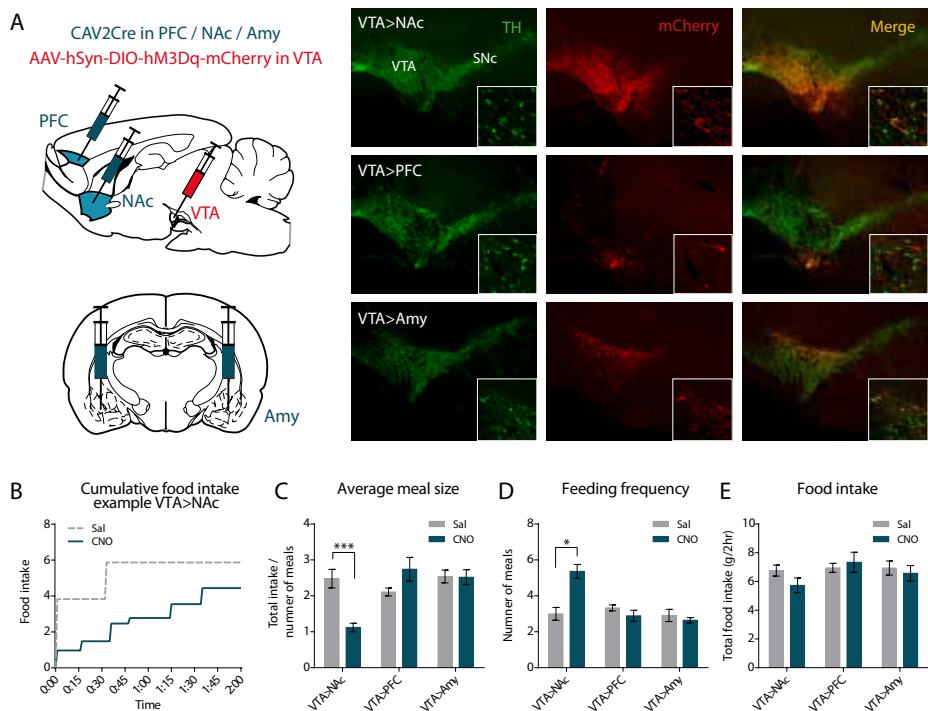 A
CAV2Cre in PFC / NAc / Amy
AAV-hSyn-DIO-hM3Dq-mCherry in VTA
PFC
NAc
VTA
Amy
VTA>NAc
TH
mCherry
Merge
VTA
SNc
VTA>PFC
VTA>Amy
B
Cumulative food intake
example VTA>NAc
Sal
CNO
8
6
4
2
0
Food intake
0:00
0:15
0:30
0:45
1:00
1:15
1:30
1:45
2:00
Time
C
Average meal size
Sal
CNO
***
4
3
2
1
0
Total intake /
numner of meals
VTA>NAc
VTA>PFC
VTA>Amy
D
Feeding frequency
Sal
CNO
*
8
6
4
2
0
Numner of meals
VTA>NAc
VTA>PFC
VTA>Amy
E
Food intake
Sal
CNO
10
8
6
4
2
0
Total food intake (g/2hr)
VTA>NAc
VTA>PFC
VTA>Amy